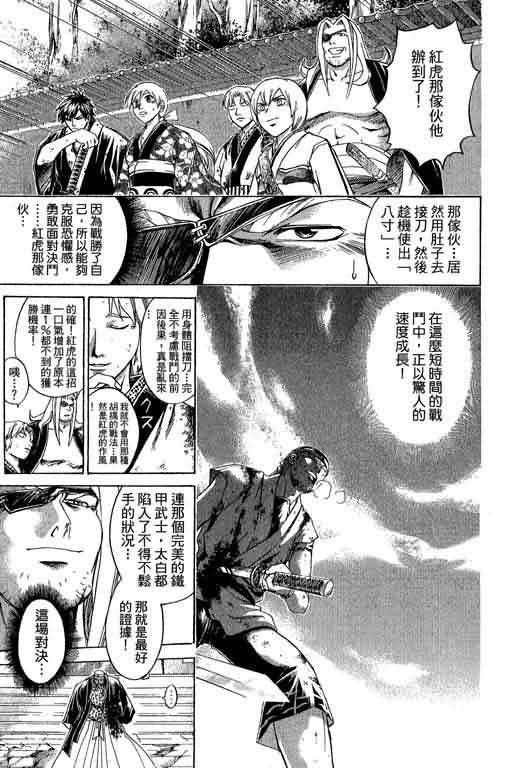 紅虎那傢伙他
辦到了！
那傢伙…居
然用肚子去
接刀，然後
趁機使出「
八寸」…
因為戰勝了自
己，所以能夠
克服恐懼感，
勇敢面對決鬥
……紅虎那傢
伙…
在這麼短時間的戰
鬥中，正以驚人的
速度成長！
用身體阻擋刀…完
全不考慮戰鬥的前
因後果，真是亂來
我就不會用那種
胡搞的戰法…果
然是紅虎的作風
クス
的確！紅虎的這招
一口氣增加了原本
連1％都不到的獲
勝機率！
咦…？
連那個完美的鐵
甲武士．太白都
陷入了不得不鬆
手的狀況…
那就是最好
的證據！
這場對決…
…